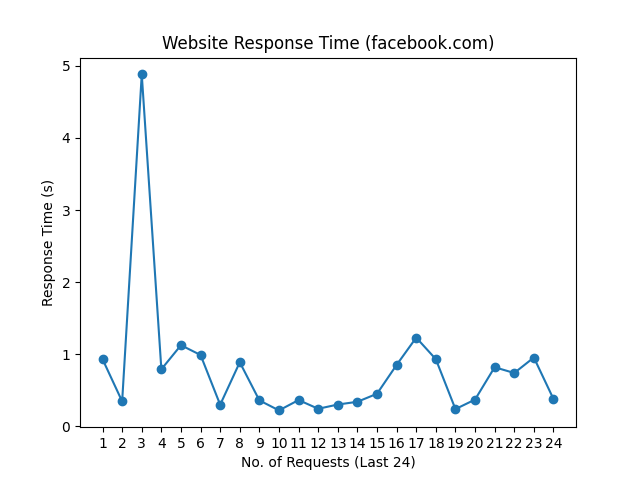 Website Response Time (facebook.com)
Response Time (s)
5
4
3
2
1
0
1 2 3 4 5 6 7 8 9 10 11 12 13 14 15 16 17 18 19 20 21 22 23 24
No. of Requests (Last 24)